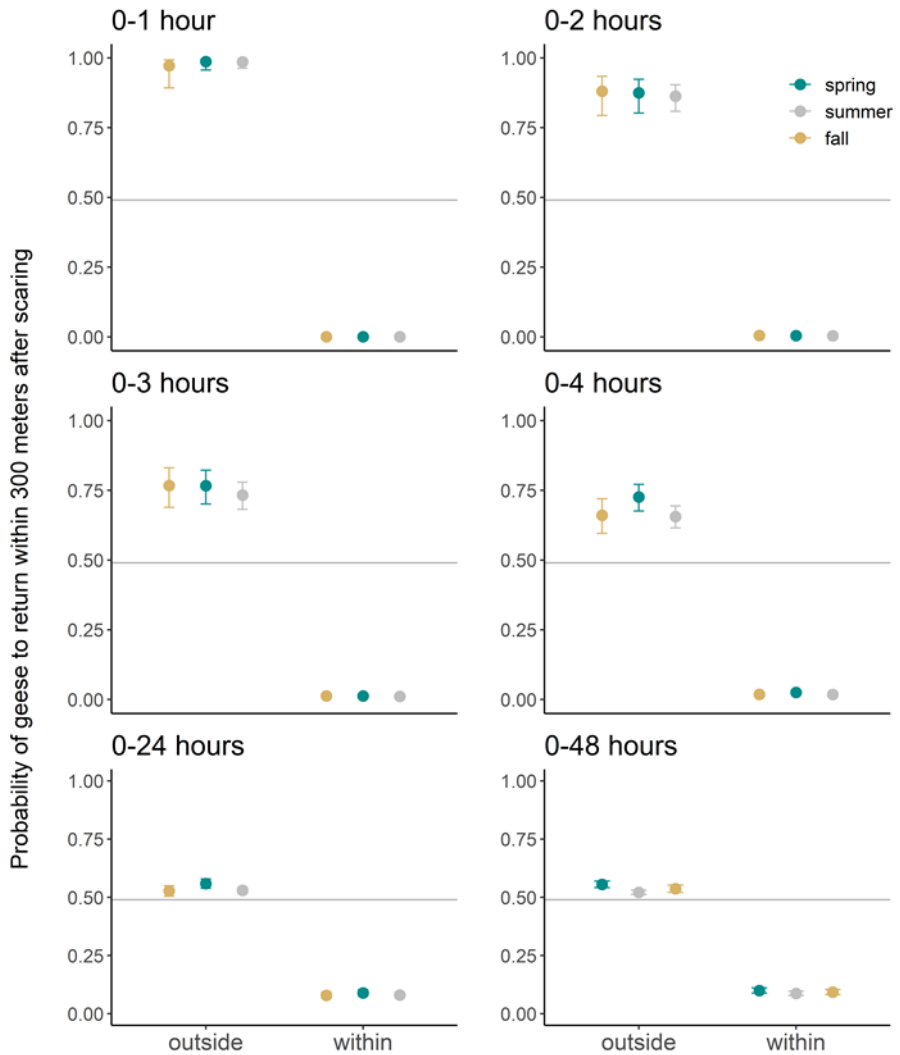 Probability of geese to return within 300 meters after scaring
0-1 hour
1.00
0.75
0.50
0.25
0.00
0-2 hours
1.00
0.75
0.50
0.25
0.00
spring
summer
fall
0-3 hours
1.00
0.75
0.50
0.25
0.00
0-4 hours
1.00
0.75
0.50
0.25
0.00
0-24 hours
1.00
0.75
0.50
0.25
0.00
outside within
0-48 hours
1.00
0.75
0.50
0.25
0.00
outside within